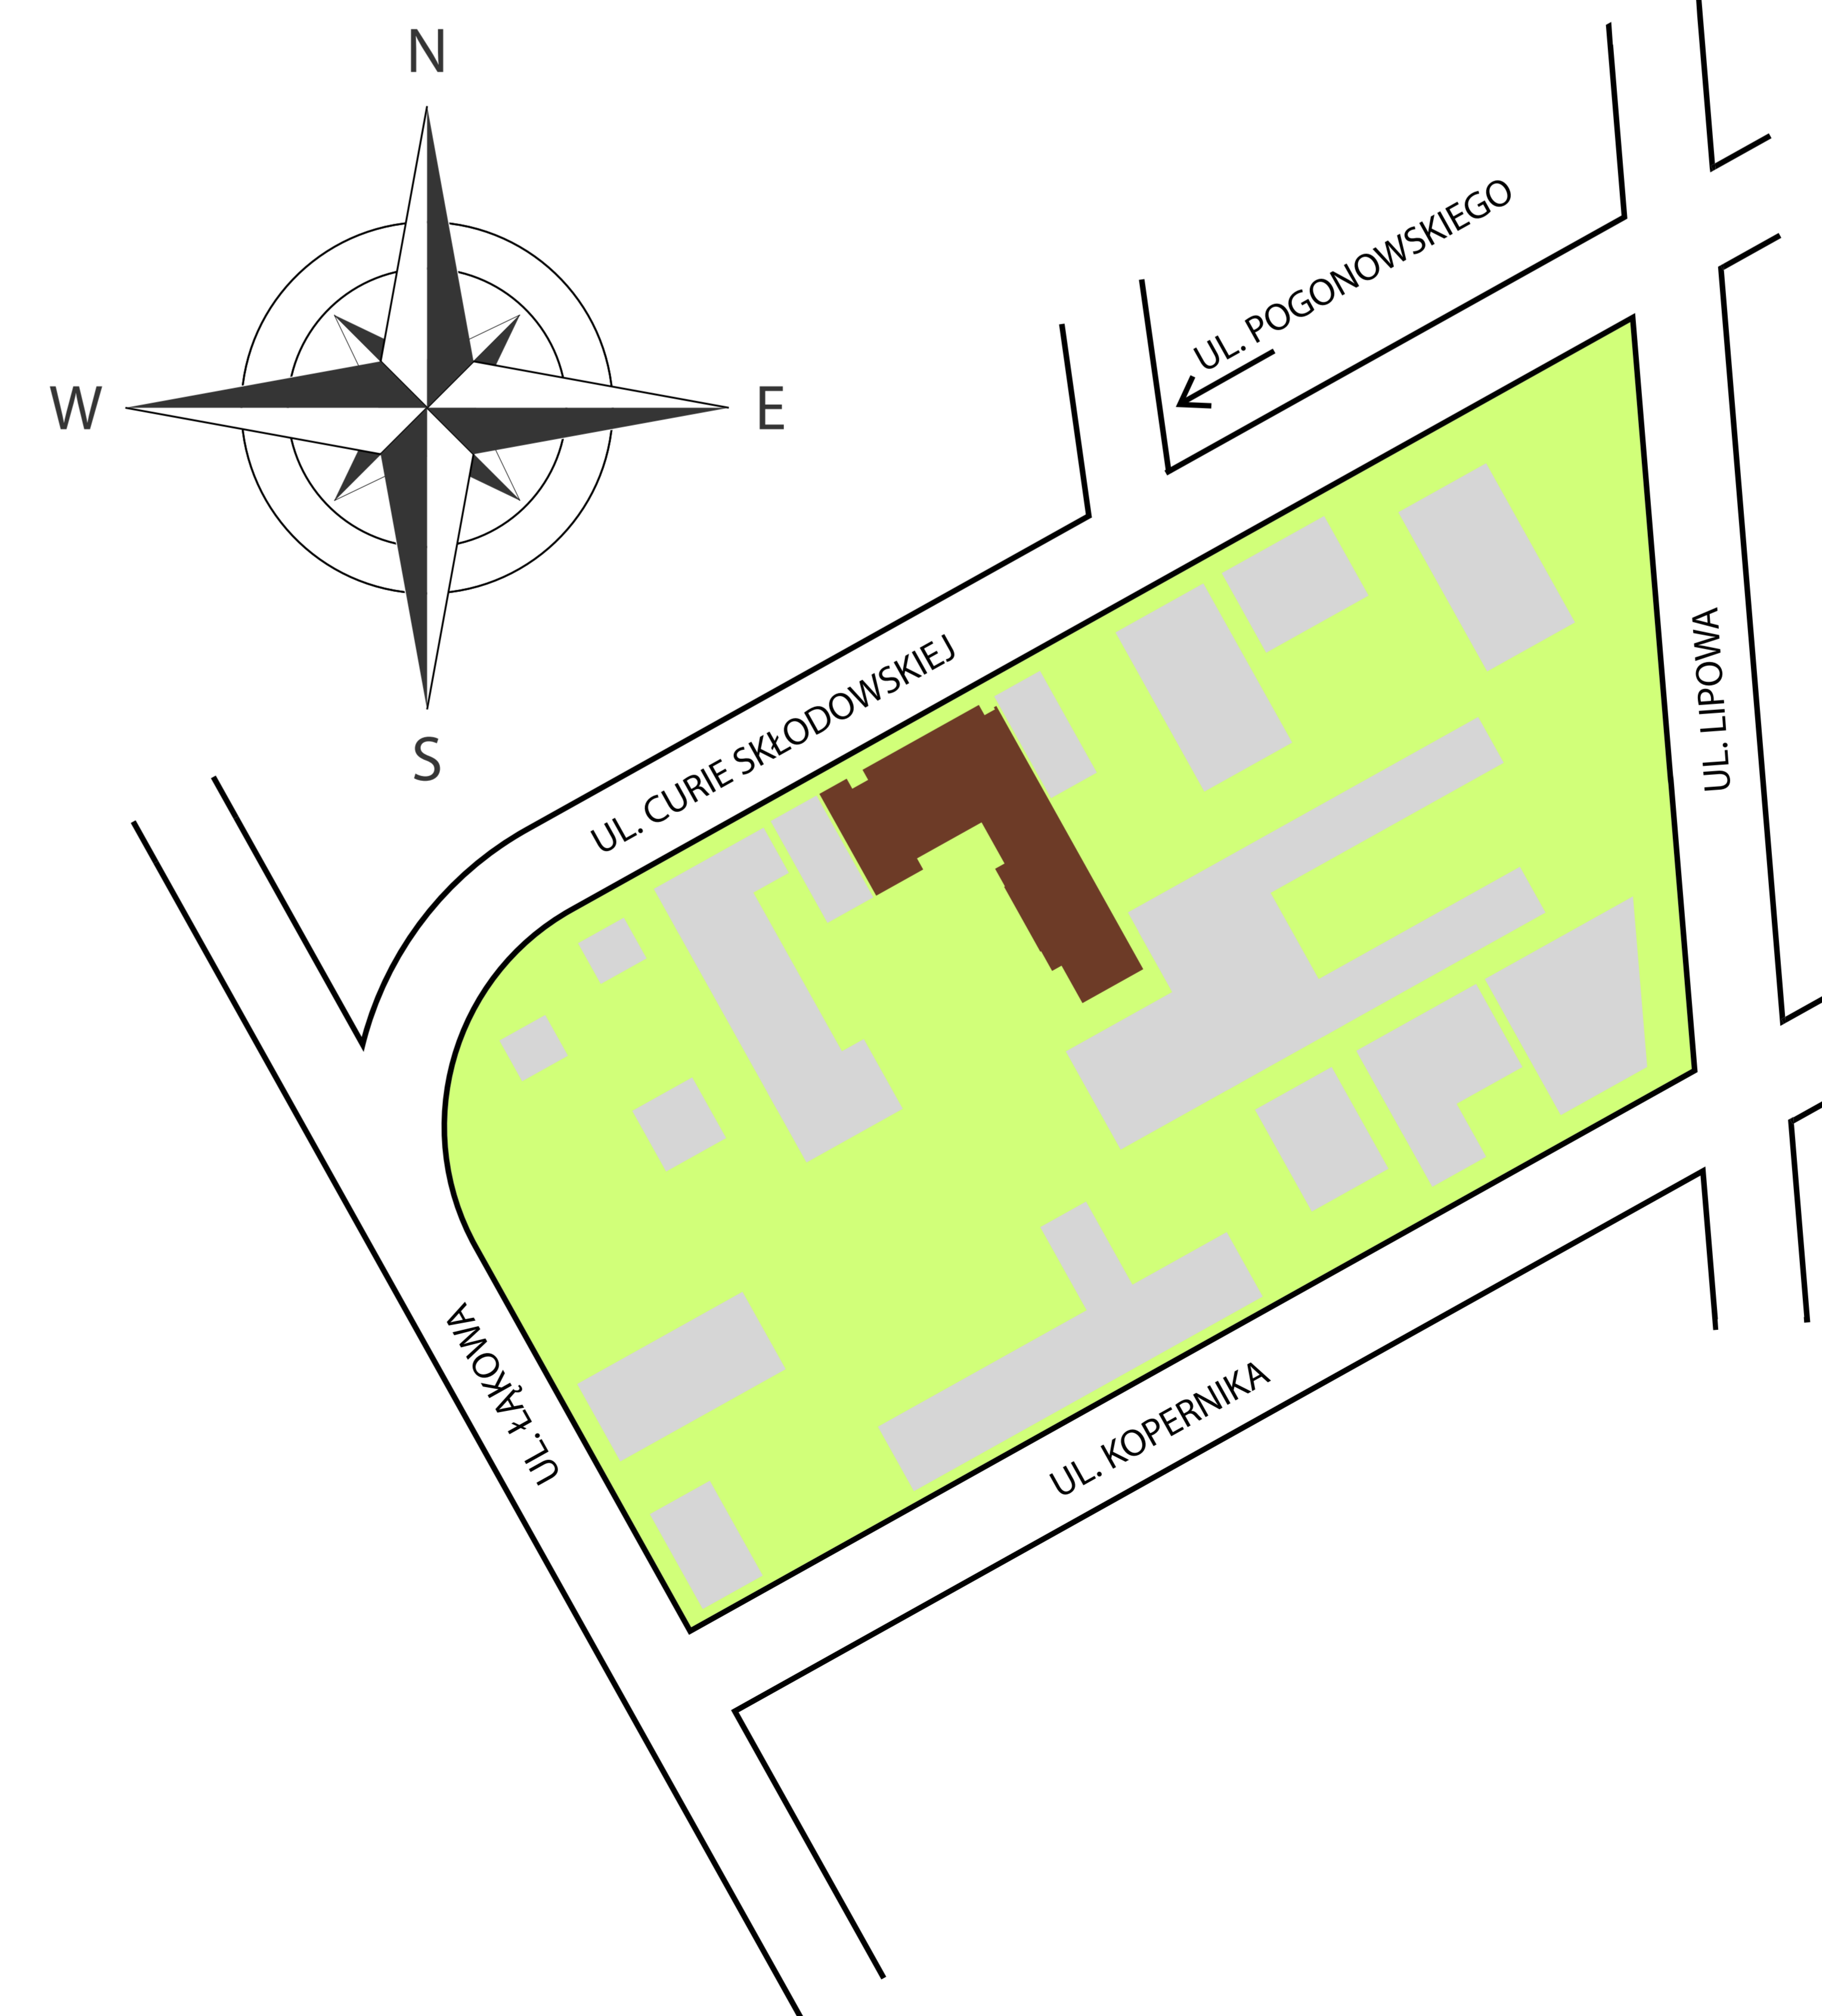 N
W
E
S
UL. POGONOWSKIEGO
UL. CURIE SKŁODOWSKIEJ
UL. LIPOWA
UL. ŁĄKOWA
UL. KOPERNIKA